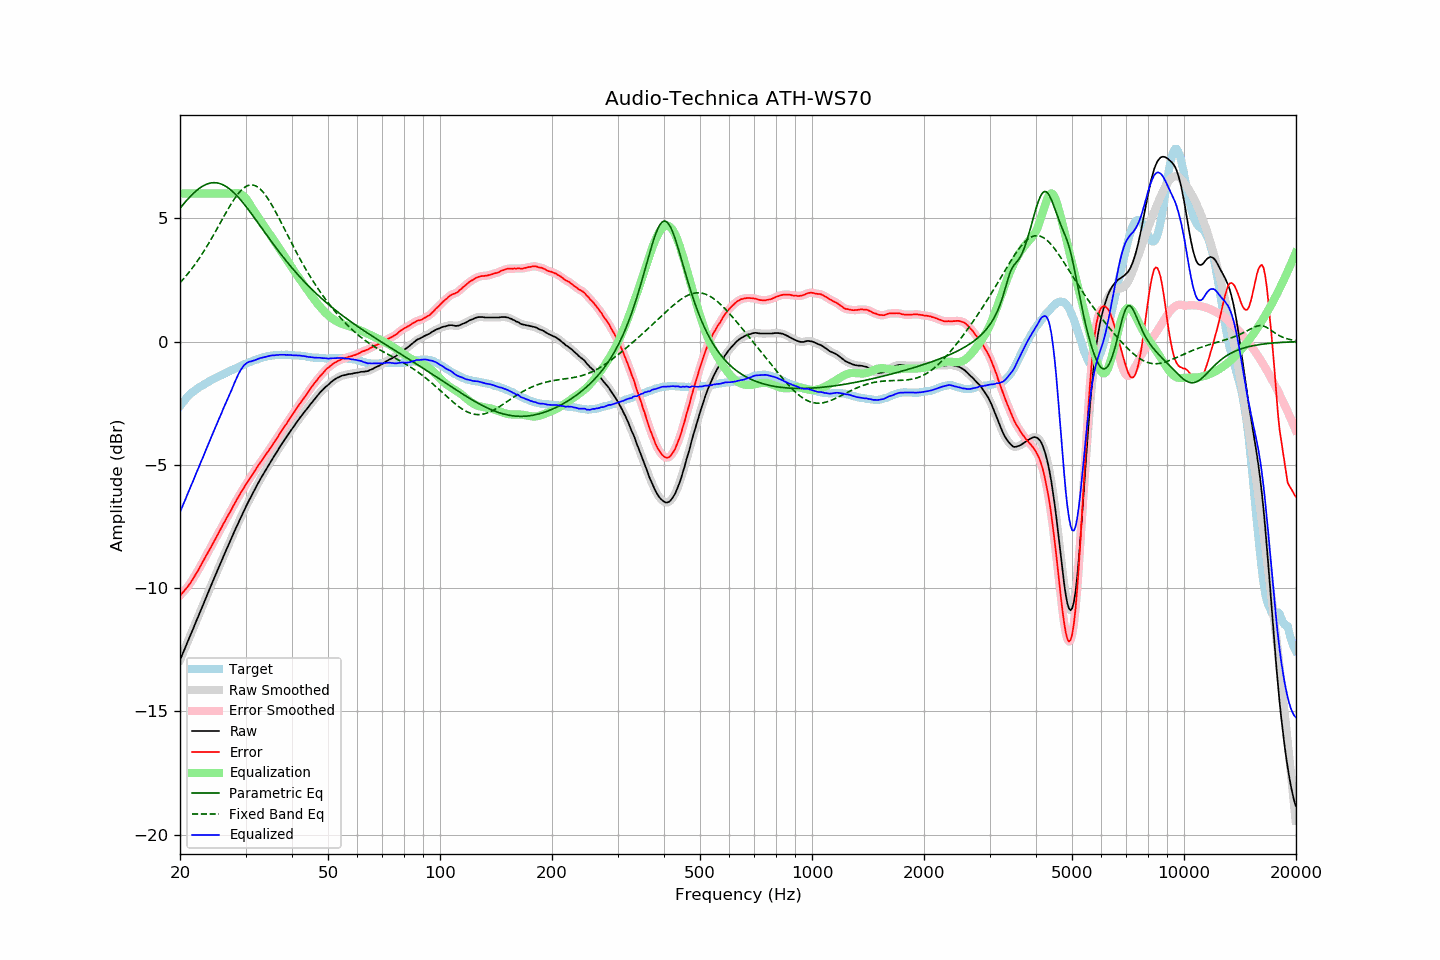 Audio-Technica ATH-WS70
Amplitude (dBr)
5
0
−5
−10
−15
−20
Target
Raw Smoothed
Error Smoothed
Raw
Error
Equalization
Parametric Eq
Fixed Band Eq
Equalized
20 50 100 200 500 1000 2000 5000 10000 20000
Frequency (Hz)